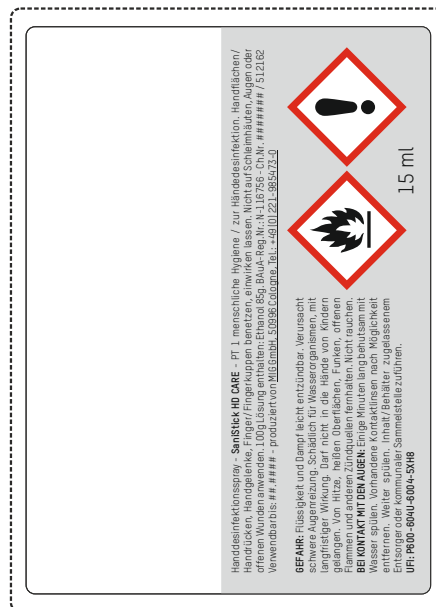 Handdesinfektionsspray - SaniStick HD CARE - PT 1 menschliche Hygiene / zur Händedesinfektion. Handflächen/
Handrücken, Handgelenke, Finger/Fingerkuppen benetzen, einwirken lassen. Nicht auf Schleimhäuten, Augen oder
offenen Wunden anwenden. 100g Lösung enthalten: Ethanol 85g, BAuA-Reg.Nr.: N-116756 - Ch.Nr. ####### / 512162
Verwendbar bis: ##.#### - produziert von MIG GmbH, 50996 Cologne, Tel.: +49(0)221-985473-0
GEFAHR: Flüssigkeit und Dampf leicht entzündbar. Verursacht
schwere Augenreizung. Schädlich für Wasserorganismen, mit
langfristiger Wirkung. Darf nicht in die Hände von Kindern
gelangen. Von Hitze, heißen Oberflächen, Funken, offenen
Flammen und anderen Zündquellen fernhalten. Nicht rauchen.
BEI KONTAKT MIT DEN AUGEN: Einige Minuten lang behutsam mit
Wasser spülen. Vorhandene Kontaktlinsen nach Möglichkeit
entfernen. Weiter spülen. Inhalt/Behälter zugelassenem
Entsorger oder kommunaler Sammelstelle zuführen.
UFI: P600-604U-6004-5XH8
15 ml